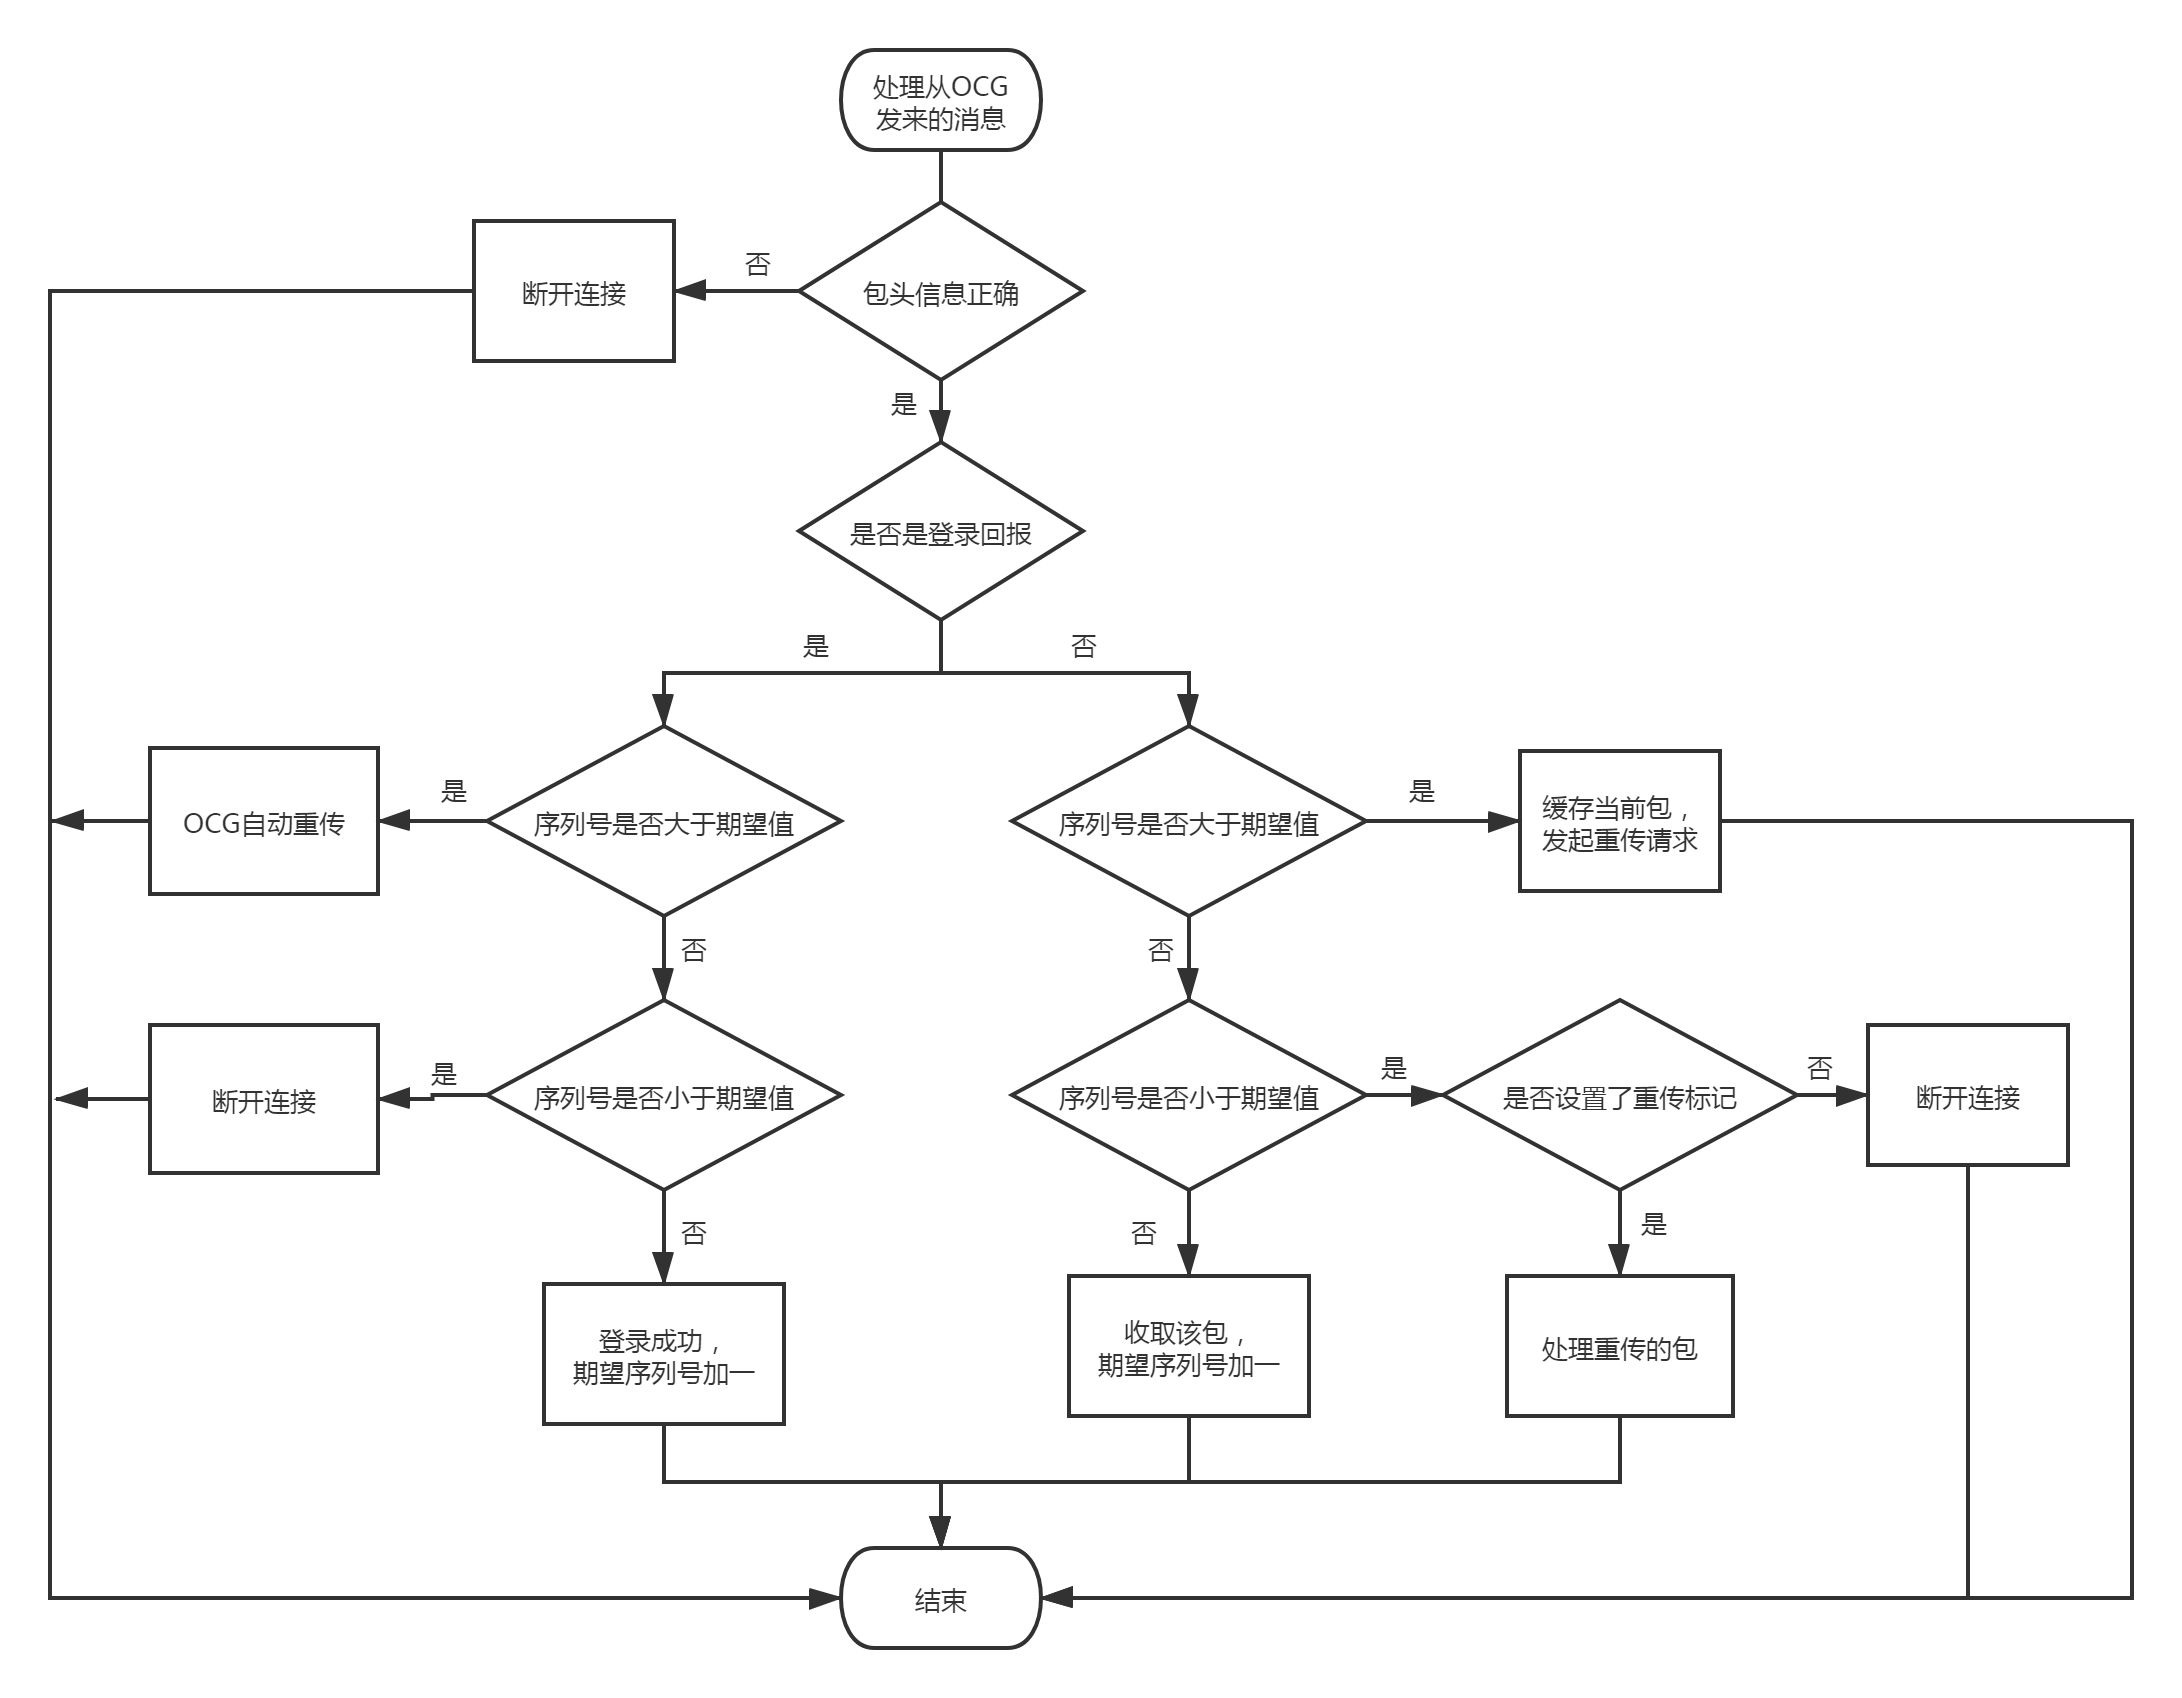 处理从OCG
发来的消息
否
断开连接
包头信息正确
是
是否是登录回报
是
否
是
是
OCG自动重传
序列号是否大于期望值
序列号是否大于期望值
缓存当前包，
发起重传请求
否
否
是
是
否
断开连接
序列号是否小于期望值
序列号是否小于期望值
是否设置了重传标记
断开连接
否
否
是
登录成功，
期望序列号加一
收取该包，
期望序列号加一
处理重传的包
结束